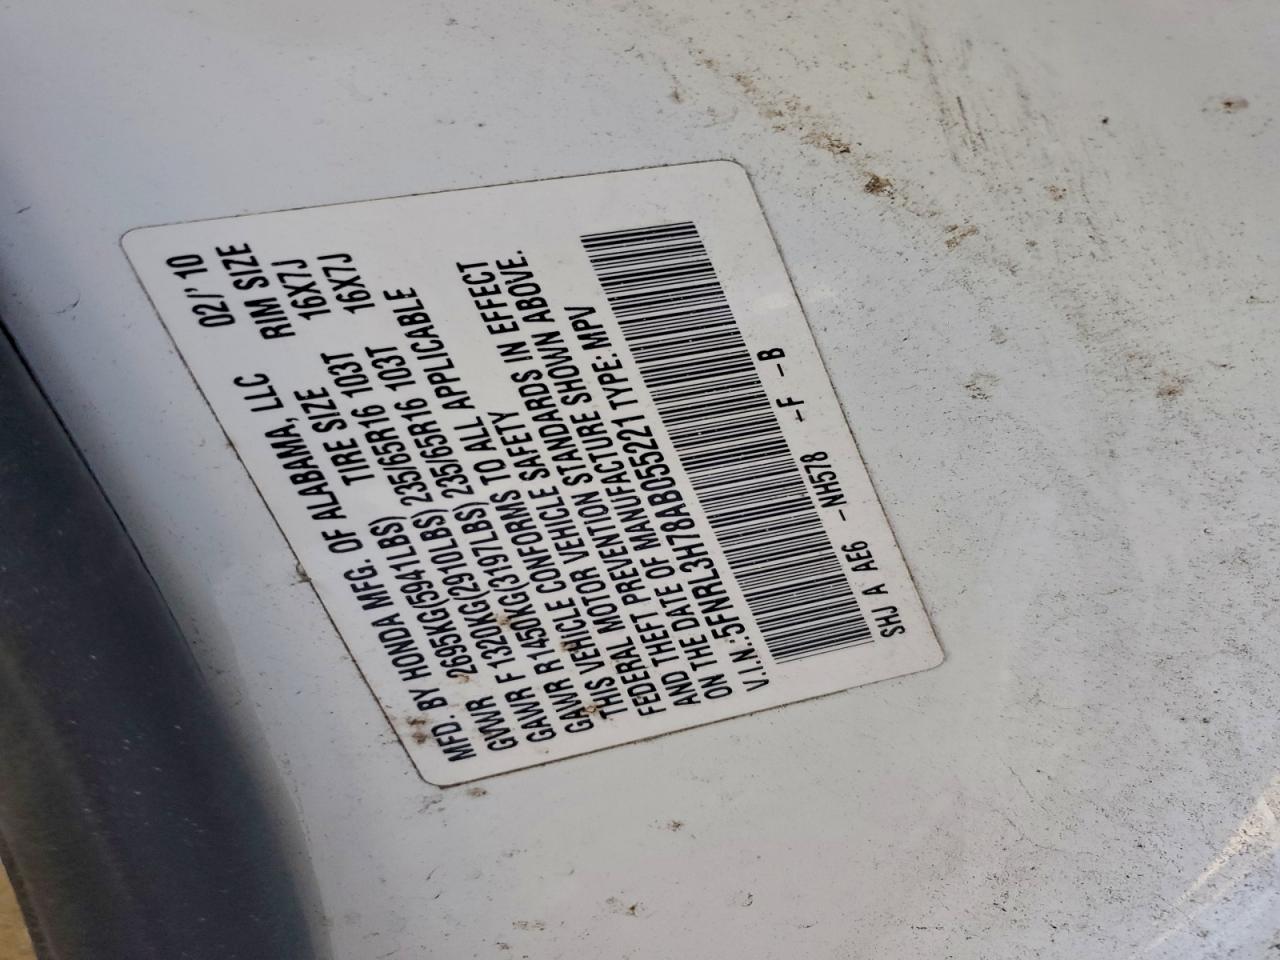 MFD. BY HONDA MFG. OF ALABAMA, LLC 02/'10
GVWR 2695KG(5941LBS) TIRE SIZE RIM SIZE
GAWR F 1320KG(2910LBS) 235/65R16 103T 16X7J
GAWR R 1450KG(3197LBS) 235/65R16 103T 16X7J
THIS VEHICLE CONFORMS TO ALL APPLICABLE
FEDERAL MOTOR VEHICLE SAFETY
AND THEFT PREVENTION STANDARDS IN EFFECT
ON THE DATE OF MANUFACTURE SHOWN ABOVE.
V.I.N.:5FNRL3H78AB055221 TYPE: MPV
SHJ A AE6 -NH578 -F -B